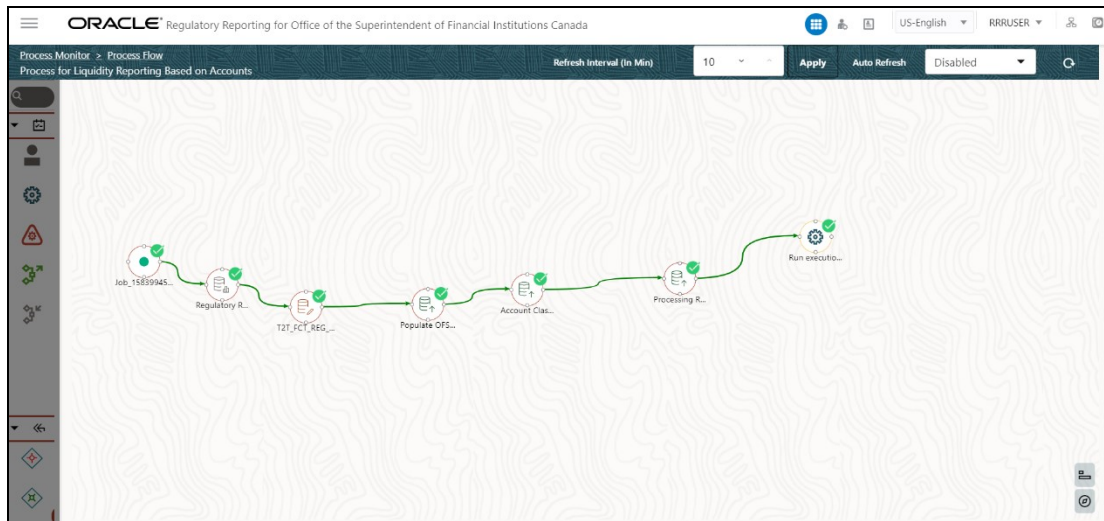 ORACLE® Regulatory Reporting for Office of the Superintendent of Financial Institutions Canada
US-English
RRRUSER
Process Monitor > Process Flow
Process for Liquidity Reporting Based on Accounts
Refresh Interval (In Min)
10
Apply
Auto Refresh
Disabled
Run executio...
Job_15839945...
Regulatory R...
Processing R...
Account Clas...
T2T_FCT_REG_...
Populate OFS...